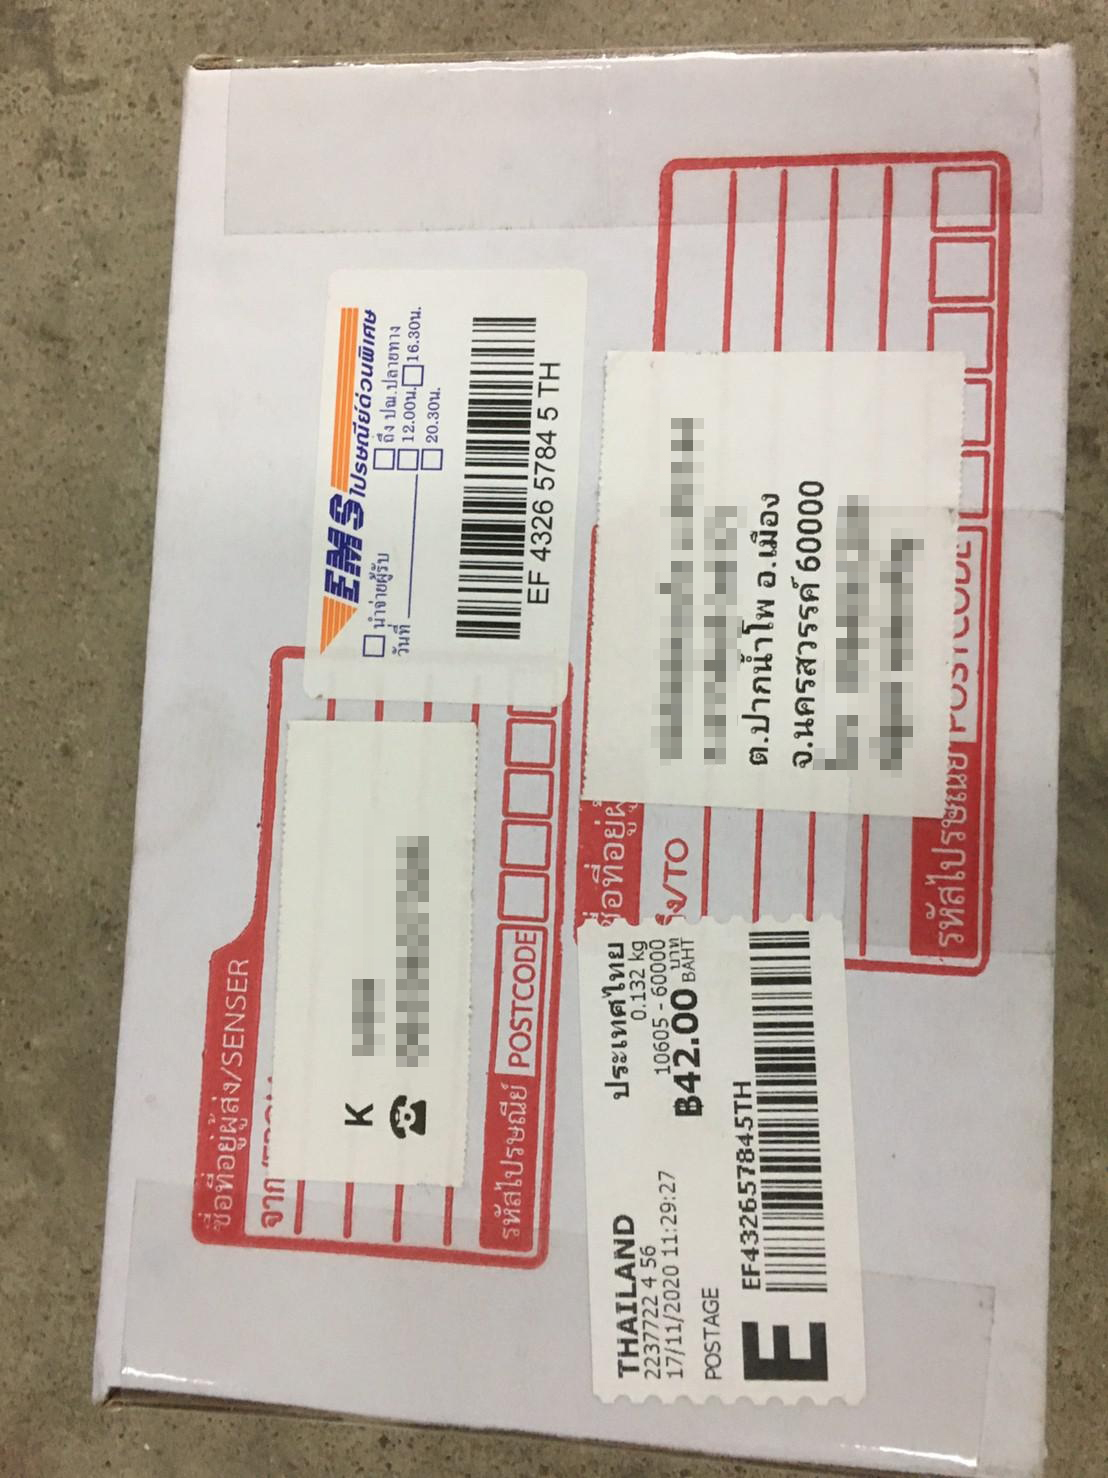 ชื่อที่อยู่ผู้ส่ง/SENSER
จาก
K
รหัสไปรษณีย์ POSTCODE
EMS ไปรษณีย์ด่วนพิเศษ
นำจ่ายผู้รับ
ถึง ปณ.ปลายทาง
วันที่
12.00น.
16.30น.
20.30น.
EF 4326 5784 5 TH
THAILAND
ประเทศไทย
2237722 4 56
0.132 kg
17/11/2020 11:29:27
10605 - 60000
POSTAGE
฿42.00 บาท BAHT
E
EF432657845TH
ชื่อที่อยู่
/TO
ต.ปากน้ำโพ อ.เมือง
จ.นครสวรรค์ 60000
รหัสไปรษณีย์ POSTCODE